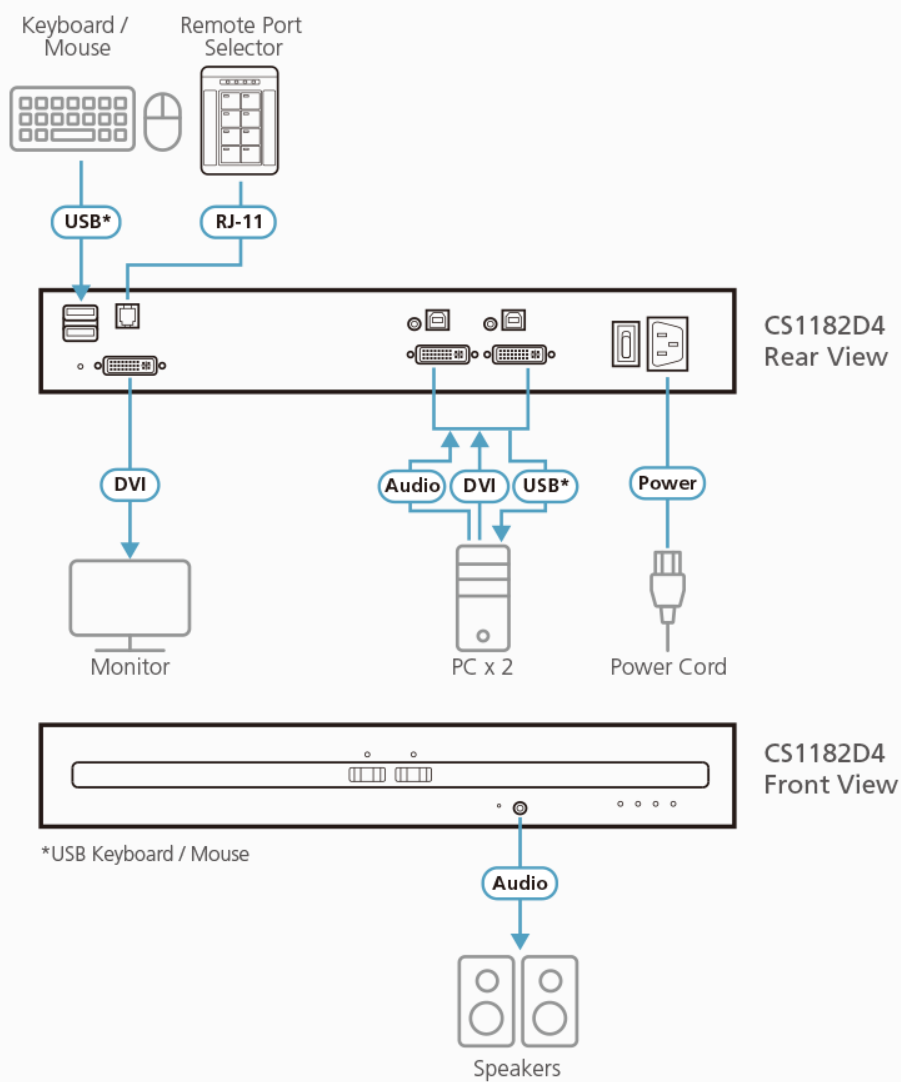 Keyboard /
Mouse
Remote Port
Selector
USB*
RJ-11
CS1182D4
Rear View
DVI
Audio
DVI
USB*
Power
Monitor
PC x 2
Power Cord
CS1182D4
Front View
*USB Keyboard / Mouse
Audio
Speakers